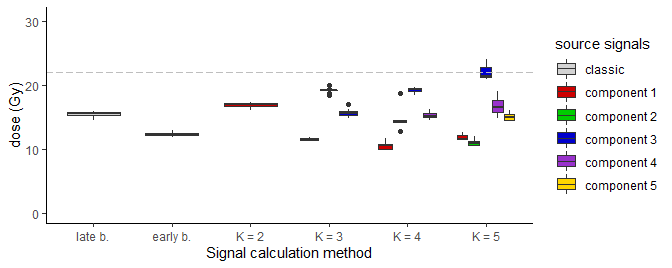 30
20
10
0
dose (Gy)
late b. early b. K = 2 K = 3 K = 4 K = 5
Signal calculation method
source signals
classic
component 1
component 2
component 3
component 4
component 5